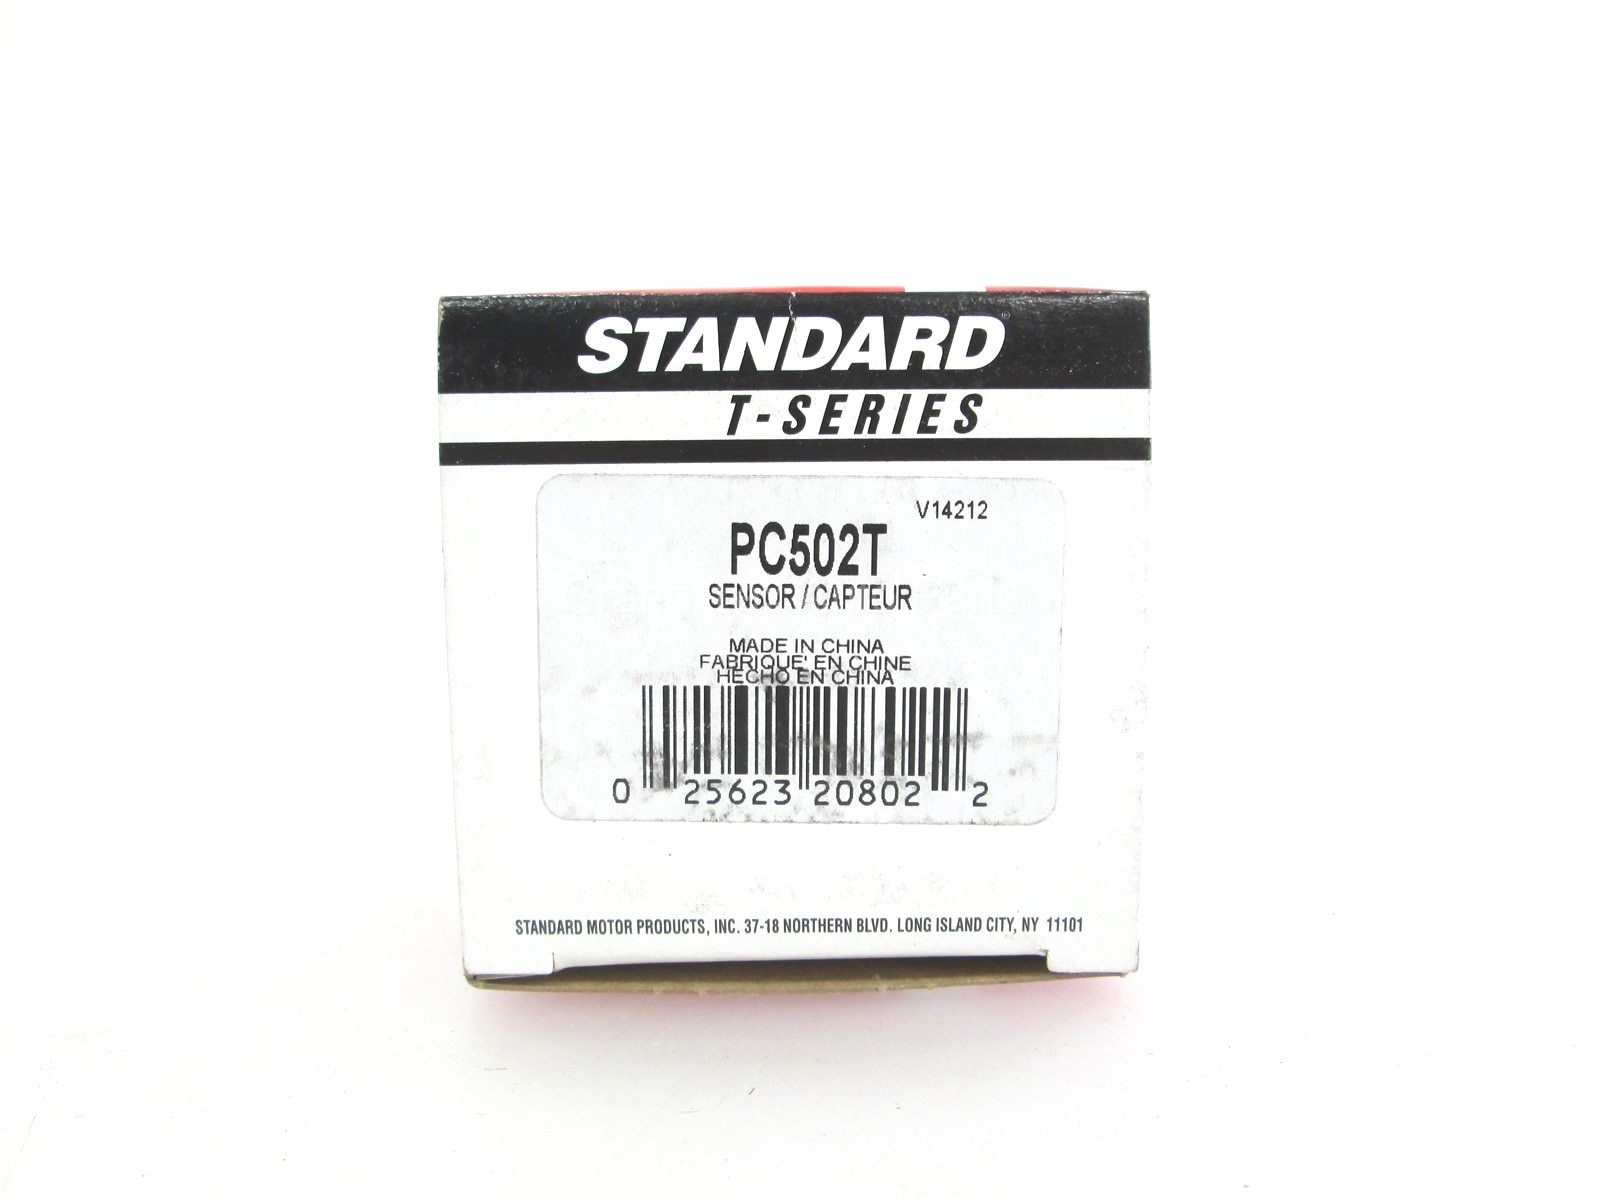 STANDARD®
T-SERIES
V14212
PC502T
SENSOR / CAPTEUR
MADE IN CHINA
FABRIQUE' EN CHINE
HECHO EN CHINA
0 25623 20802 2
STANDARD MOTOR PRODUCTS, INC. 37-18 NORTHERN BLVD. LONG ISLAND CITY, NY 11101